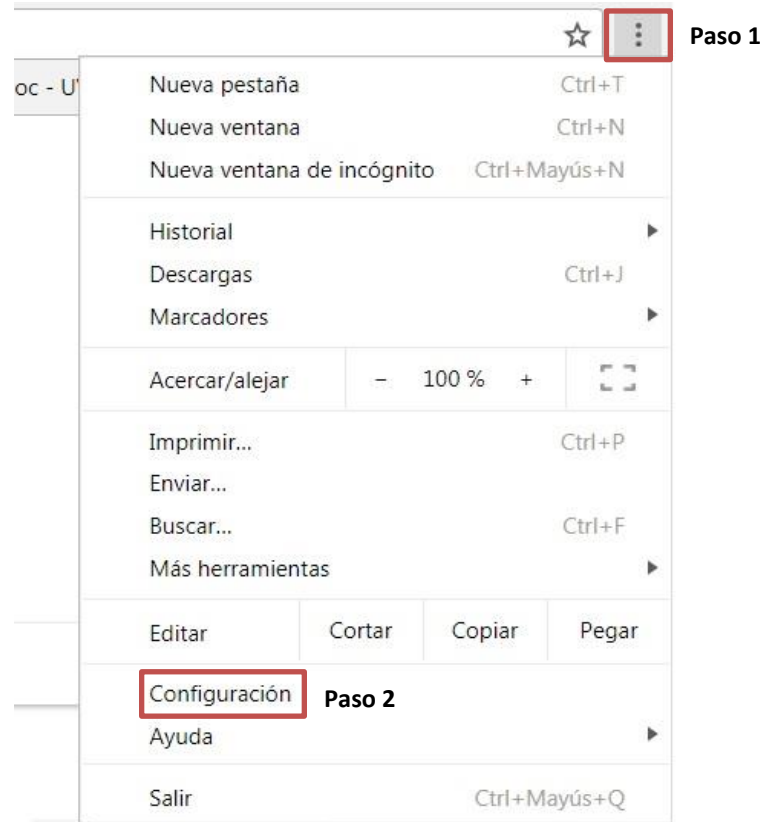 Paso 1
oc - U
Nueva pestaña Ctrl+T
Nueva ventana Ctrl+N
Nueva ventana de incógnito Ctrl+Mayús+N
Historial
Descargas Ctrl+J
Marcadores
Acercar/alejar − 100 % +
Imprimir... Ctrl+P
Enviar...
Buscar... Ctrl+F
Más herramientas
Editar Cortar Copiar Pegar
Configuración Paso 2
Ayuda
Salir Ctrl+Mayús+Q